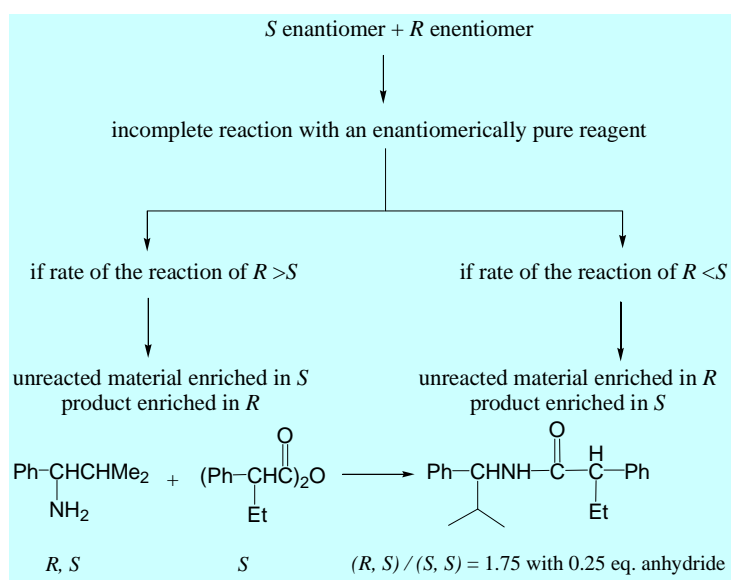 S enantiomer + R enentiomer
incomplete reaction with an enantiomerically pure reagent
if rate of the reaction of R >S
if rate of the reaction of R <S
unreacted material enriched in S
product enriched in R
unreacted material enriched in R
product enriched in S
O
O
H
Ph-CHCHMe₂ + (Ph-CHC)₂O
Ph-CHNH-C-C-Ph
NH₂
Et
Et
R, S
S
(R, S) / (S, S) = 1.75 with 0.25 eq. anhydride